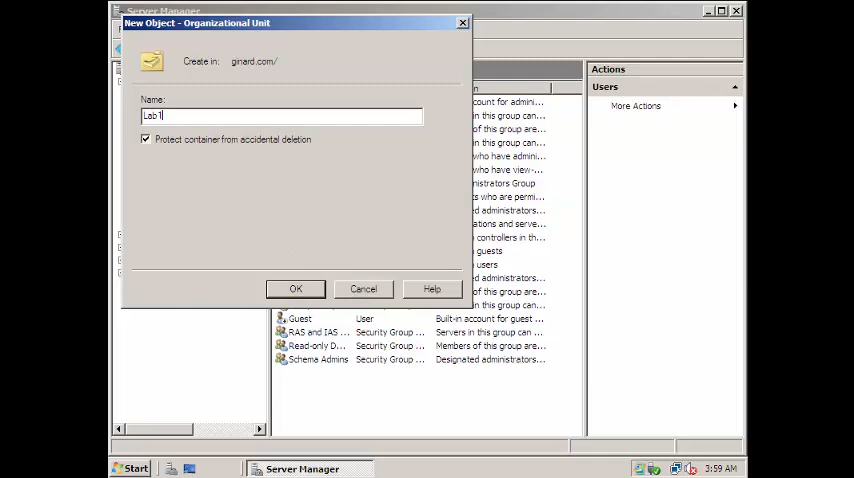 Server Manager
New Object - Organizational Unit
Create in: ginard.com/
Name:
Lab1
Protect container from accidental deletion
OK
Cancel
Help
n
count for admini...
in this group can...
of this group are...
who have admini...
who have view-...
ministrators Group
s who are permi...
d administrators...
ations and serve...
n controllers in th...
guests
users
d administrators...
of this group are...
in this group can...
Guest User Built-in account for guest ...
RAS and IAS ... Security Group ... Servers in this group can ...
Read-only D... Security Group ... Members of this group are...
Schema Admins Security Group ... Designated administrators...
Actions
Users
More Actions
Start
Server Manager
3:59 AM